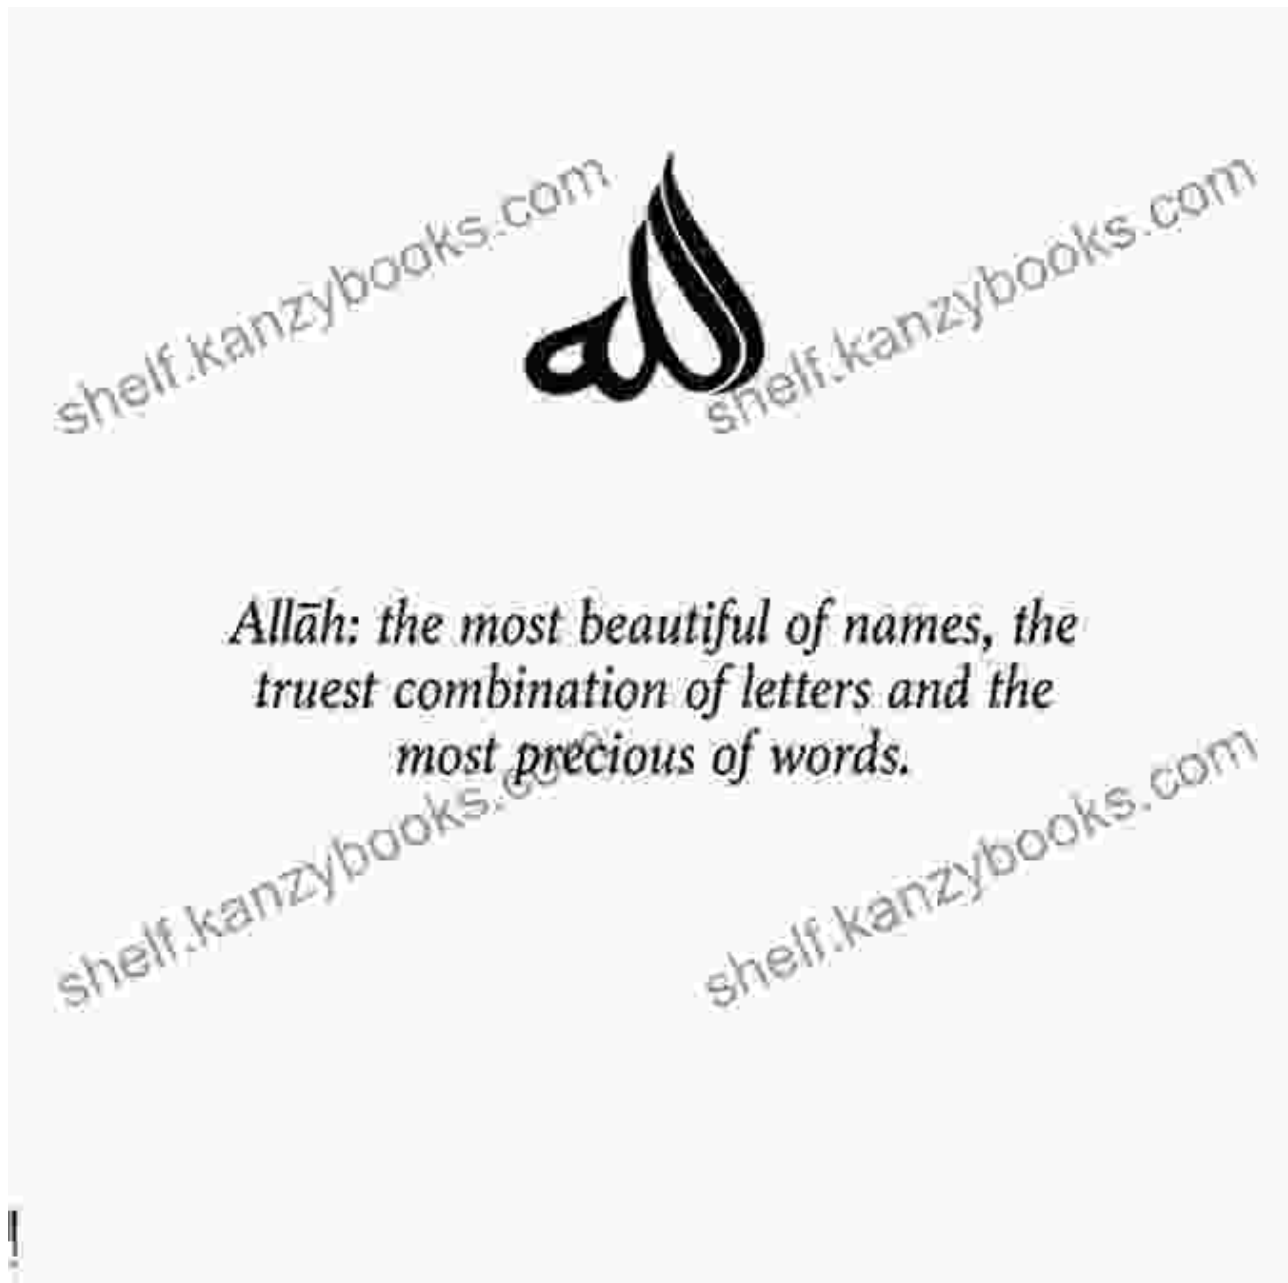 shelf.kanzybooks.com
shelf.kanzybooks.com
الله
Allāh: the most beautiful of names, the
truest combination of letters and the
most precious of words.
shelf.kanzybooks.com
shelf.kanzybooks.com